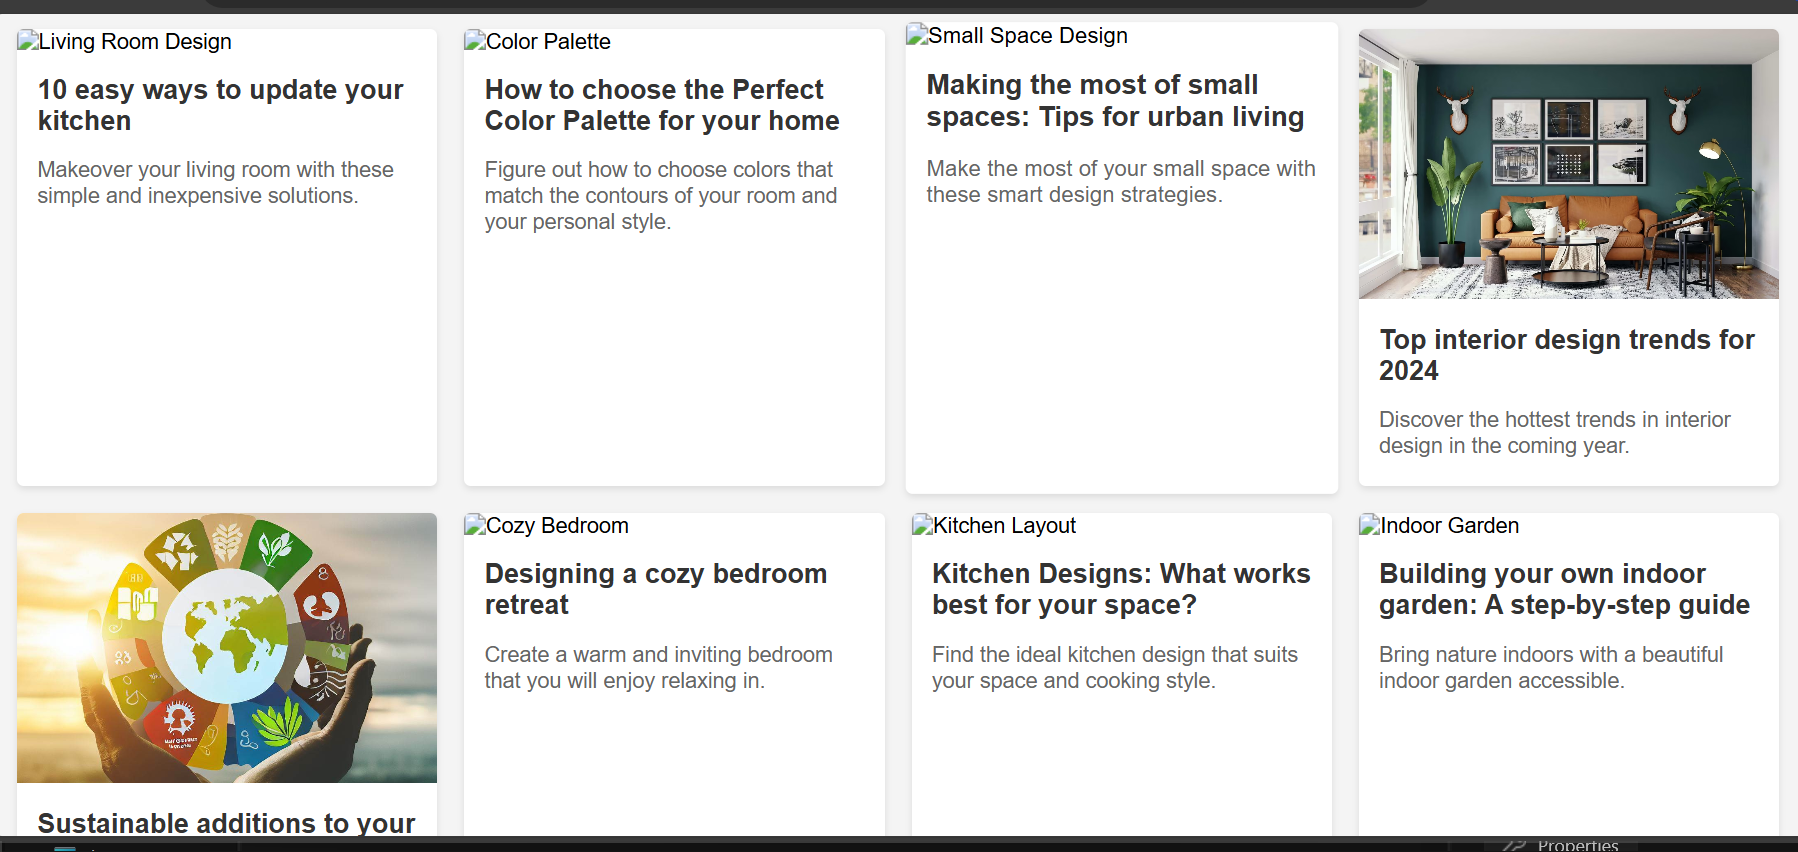 Living Room Design
10 easy ways to update your
kitchen
Makeover your living room with these
simple and inexpensive solutions.
Color Palette
How to choose the Perfect
Color Palette for your home
Figure out how to choose colors that
match the contours of your room and
your personal style.
Small Space Design
Making the most of small
spaces: Tips for urban living
Make the most of your small space with
these smart design strategies.
Top interior design trends for
2024
Discover the hottest trends in interior
design in the coming year.
Sustainable additions to your
Cozy Bedroom
Designing a cozy bedroom
retreat
Create a warm and inviting bedroom
that you will enjoy relaxing in.
Kitchen Layout
Kitchen Designs: What works
best for your space?
Find the ideal kitchen design that suits
your space and cooking style.
Indoor Garden
Building your own indoor
garden: A step-by-step guide
Bring nature indoors with a beautiful
indoor garden accessible.
Properties